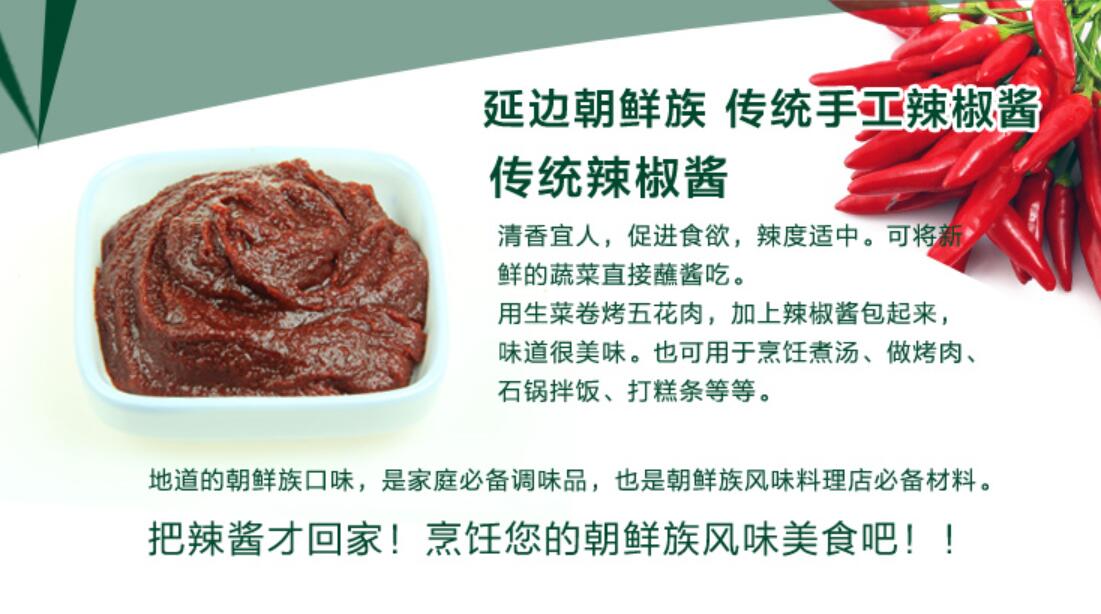 延边朝鲜族 传统手工辣椒酱
传统辣椒酱
清香宜人，促进食欲，辣度适中。可将新
鲜的蔬菜直接蘸酱吃。
用生菜卷烤五花肉，加上辣椒酱包起来，
味道很美味。也可用于烹饪煮汤、做烤肉、
石锅拌饭、打糕条等等。
地道的朝鲜族口味，是家庭必备调味品，也是朝鲜族风味料理店必备材料。
把辣酱才回家！烹饪您的朝鲜族风味美食吧！！